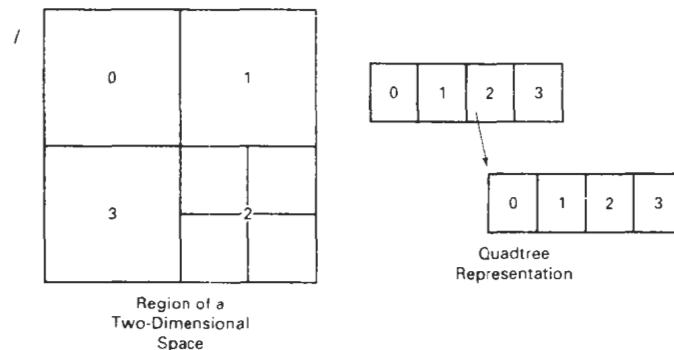 0 1
3 2
Region of a
Two-Dimensional
Space
0 1 2 3
0 1 2 3
Quadtree
Representation